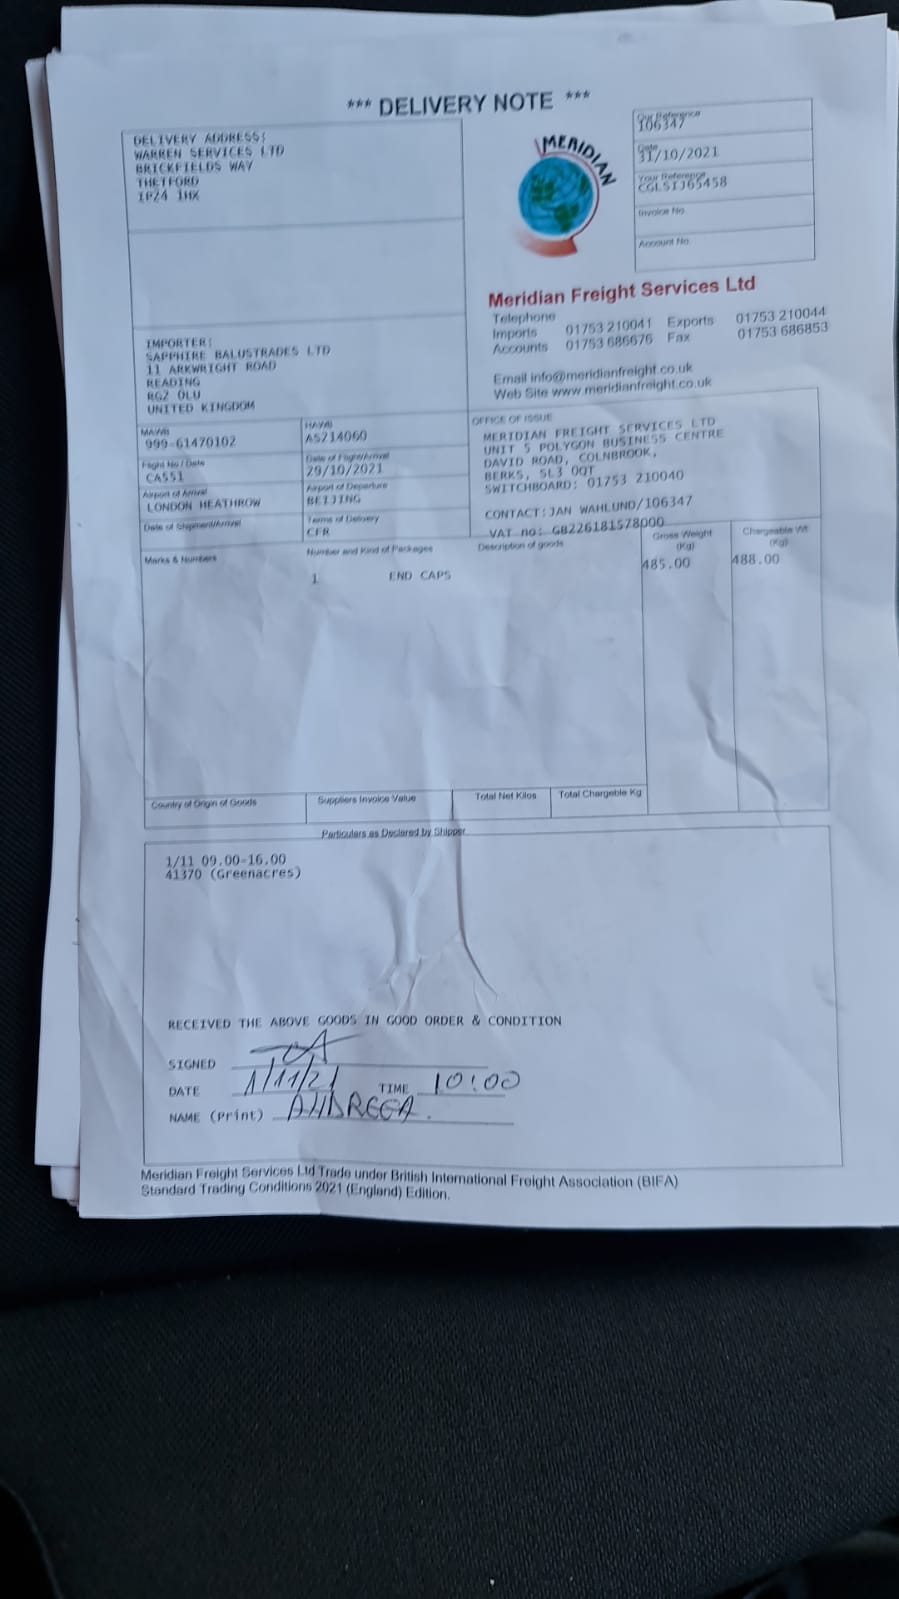 *** DELIVERY NOTE ***
DELIVERY ADDRESS:
WARREN SERVICES LTD
BRICKFIELDS WAY
THETFORD
IP24 1HX
MERIDIAN
Our Reference
106347
Date
31/10/2021
Your Reference
CGLSIJ65458
Invoice No
Account No
Meridian Freight Services Ltd
Telephone
Imports 01753 210041 Exports 01753 210044
Accounts 01753 686676 Fax 01753 686853
Email info@meridianfreight.co.uk
Web Site www.meridianfreight.co.uk
IMPORTER:
SAPPHIRE BALUSTRADES LTD
11 ARKWRIGHT ROAD
READING
RG2 0LU
UNITED KINGDOM
MAWB
999-61470102
HAWB
AS214060
Flight No / Date
CA551
Date of Flight/Arrival
29/10/2021
Airport of Arrival
LONDON HEATHROW
Airport of Departure
BEIJING
Date of Shipment/Arrival
Terms of Delivery
CFR
OFFICE OF ISSUE
MERIDIAN FREIGHT SERVICES LTD
UNIT 5 POLYGON BUSINESS CENTRE
DAVID ROAD, COLNBROOK,
BERKS, SL3 0QT
SWITCHBOARD: 01753 210040
CONTACT:JAN WAHLUND/106347
VAT no: GB226181578000
Marks & Numbers
Number and Kind of Packages
Description of goods
Gross Weight
(Kg)
Chargeable Wt
(Kg)
1 END CAPS
485.00
488.00
Country of Origin of Goods
Suppliers Invoice Value
Total Net Kilos
Total Chargeble Kg
Particulars as Declared by Shipper
1/11 09.00-16.00
41370 (Greenacres)
RECEIVED THE ABOVE GOODS IN GOOD ORDER & CONDITION
SIGNED
DATE 1/11/21 TIME 10:00
NAME (Print)
Meridian Freight Services Ltd Trade under British International Freight Association (BIFA)
Standard Trading Conditions 2021 (England) Edition.